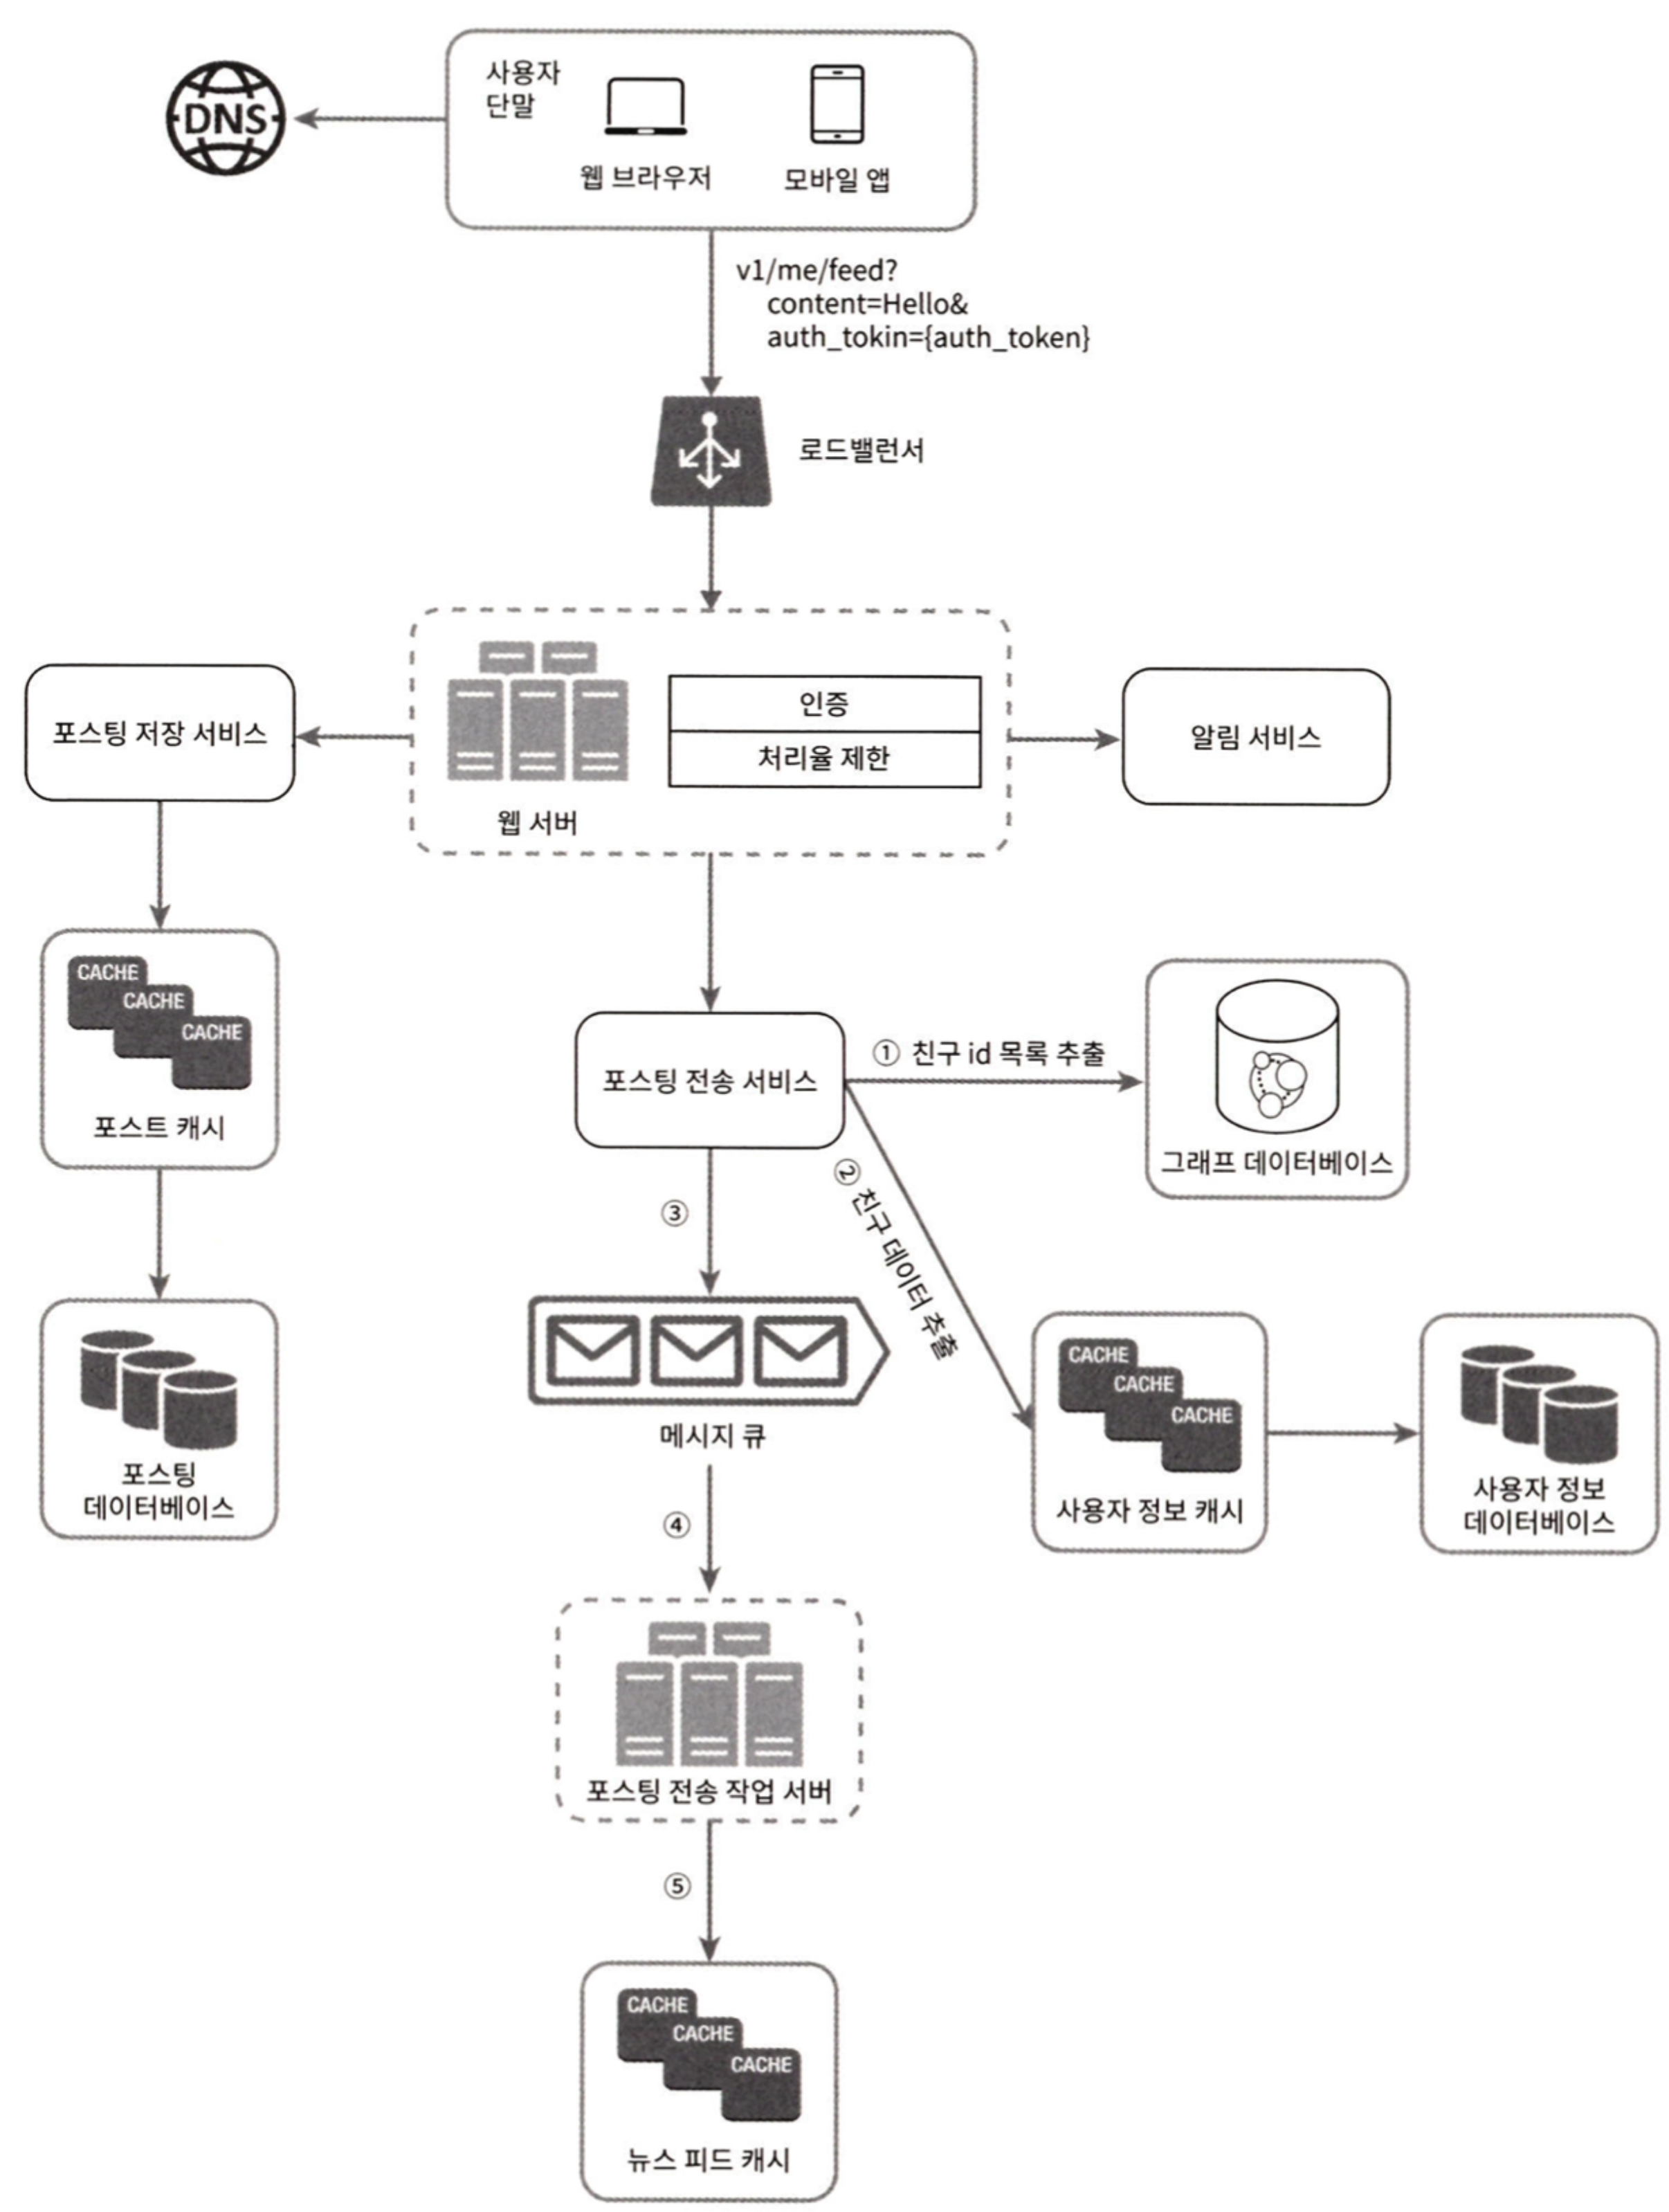 사용자
단말
DNS
웹 브라우저
모바일 앱
v1/me/feed?
content=Hello&
auth_tokin={auth_token}
로드밸런서
포스팅 저장 서비스
인증
처리율 제한
웹 서버
알림 서비스
CACHE
CACHE
CACHE
포스트 캐시
포스팅 전송 서비스
① 친구 id 목록 추출
그래프 데이터베이스
② 친구 데이터 추출
③
포스팅
데이터베이스
메시지 큐
CACHE
CACHE
CACHE
사용자 정보 캐시
사용자 정보
데이터베이스
④
포스팅 전송 작업 서버
⑤
CACHE
CACHE
CACHE
뉴스 피드 캐시